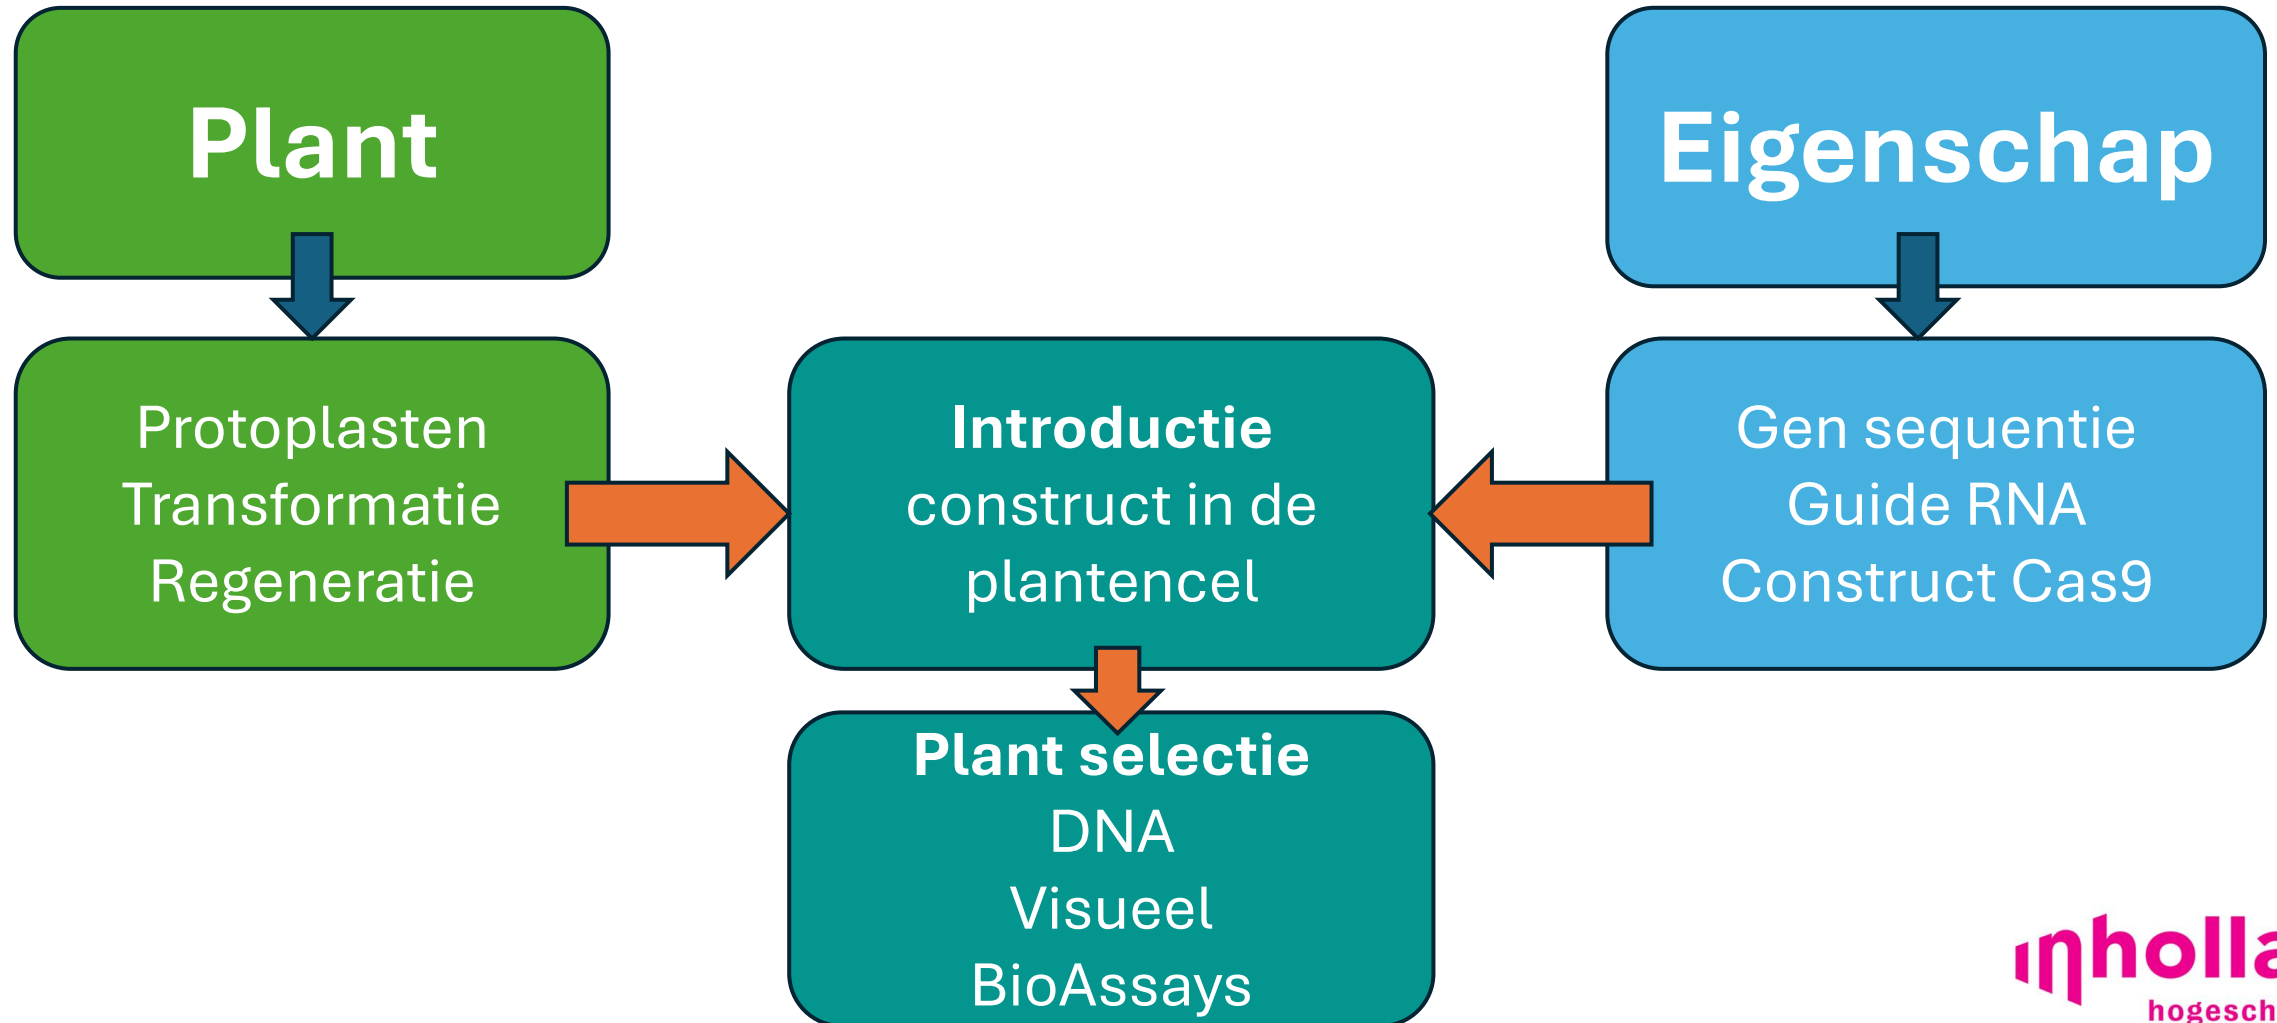 Plant
Eigenschap
Protoplasten
Transformatie
Regeneratie
Introductie
construct in de
plantencel
Gen sequentie
Guide RNA
Construct Cas9
Plant selectie
DNA
Visueel
BioAssays
inholla
hogesch